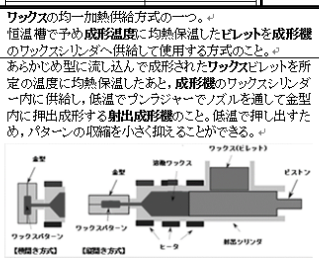 ワックスの均一加熱供給方式の一つ。
恒温槽で予め成形温度に均熱保温したビレットを成形機
のワックスシリンダへ供給して使用する方式のこと。
あらかじめ型に流し込んで成形されたワックスビレットを所
定の温度に均熱保温したあと，成形機のワックスシリンダ
ー内に供給し，低温でプンラジャーでノズルを通して金型
内に押出成形する射出成形機のこと。低温で押し出すた
め，パターンの収縮を小さく抑えることができる。
ワックス(ビレット)
金型
金型
溶融ワックス
ピストン
ワックスパターン
ワックスパターン
ヒータ
射出シリンダ
【横開き方式】
【縦開き方式】